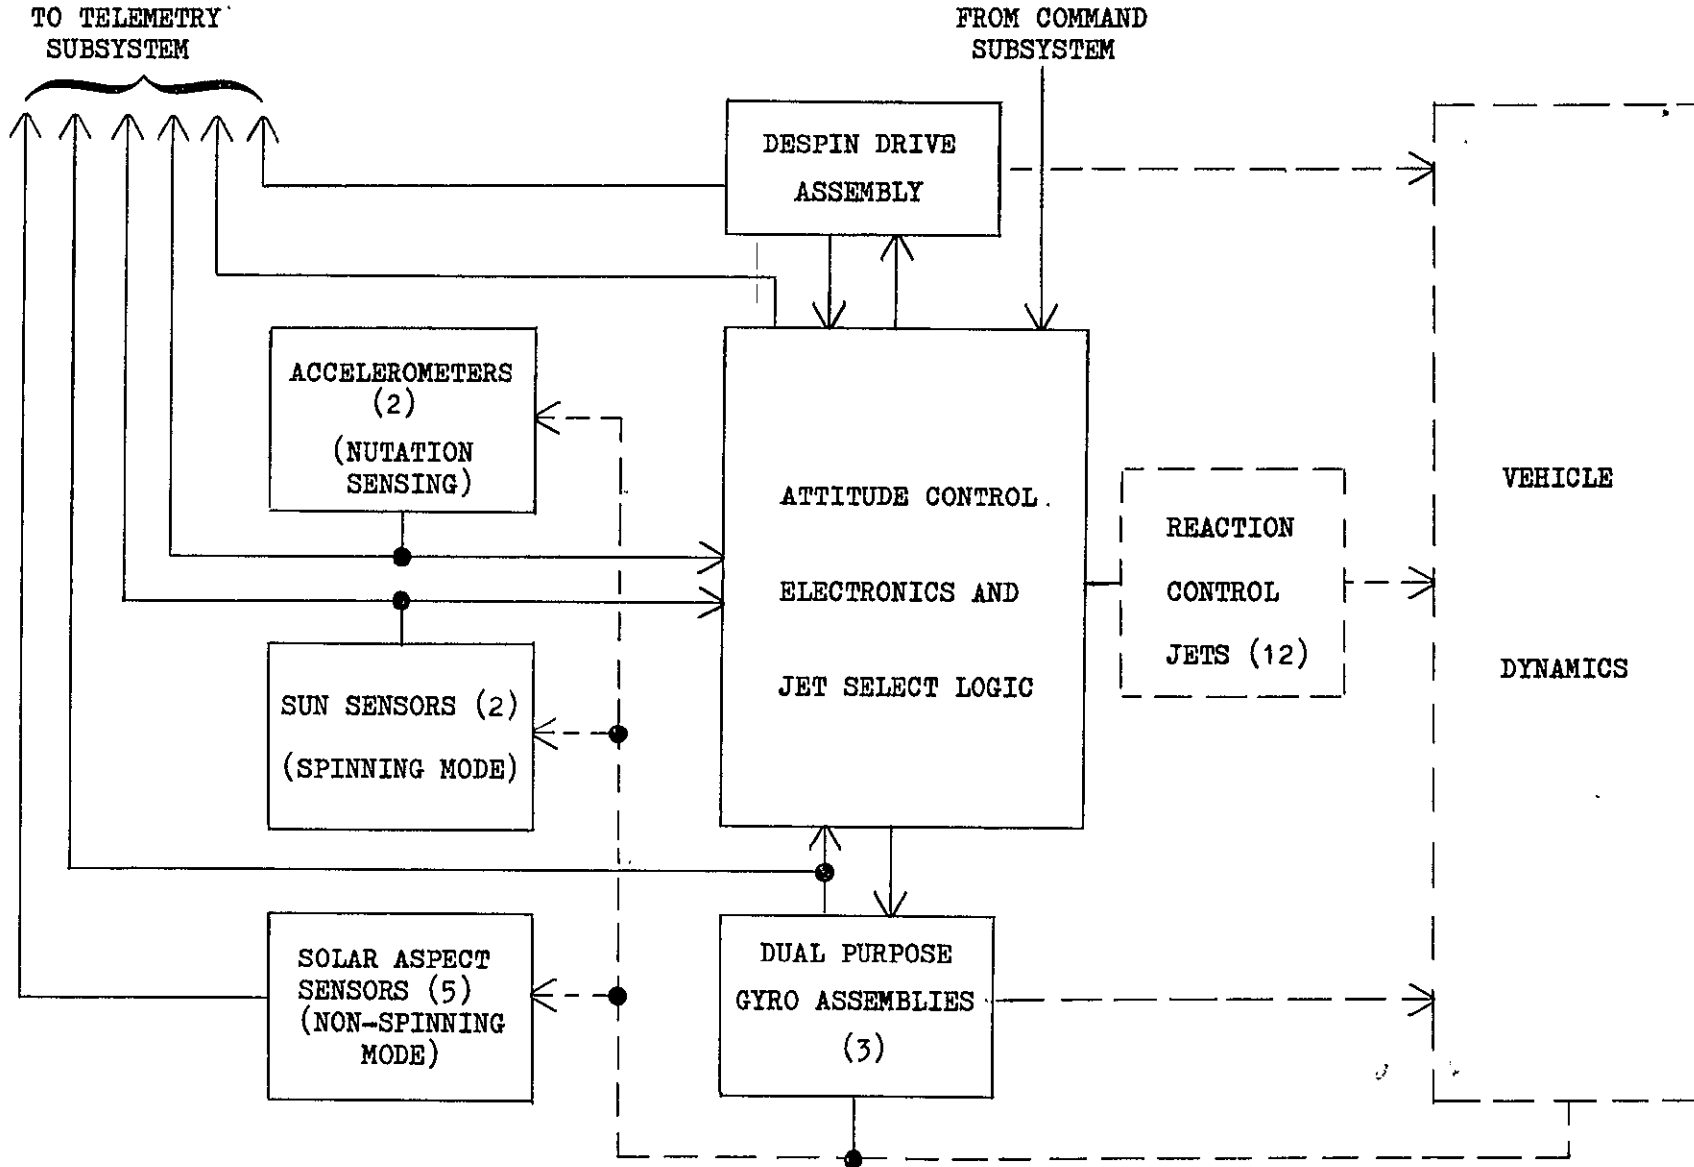 TO TELEMETRY
SUBSYSTEM
FROM COMMAND
SUBSYSTEM
DESPIN DRIVE
ASSEMBLY
ACCELEROMETERS
(2)
(NUTATION
SENSING)
ATTITUDE CONTROL
ELECTRONICS AND
JET SELECT LOGIC
REACTION
CONTROL
JETS (12)
VEHICLE
DYNAMICS
SUN SENSORS (2)
(SPINNING MODE)
SOLAR ASPECT
SENSORS (5)
(NON-SPINNING
MODE)
DUAL PURPOSE
GYRO ASSEMBLIES
(3)